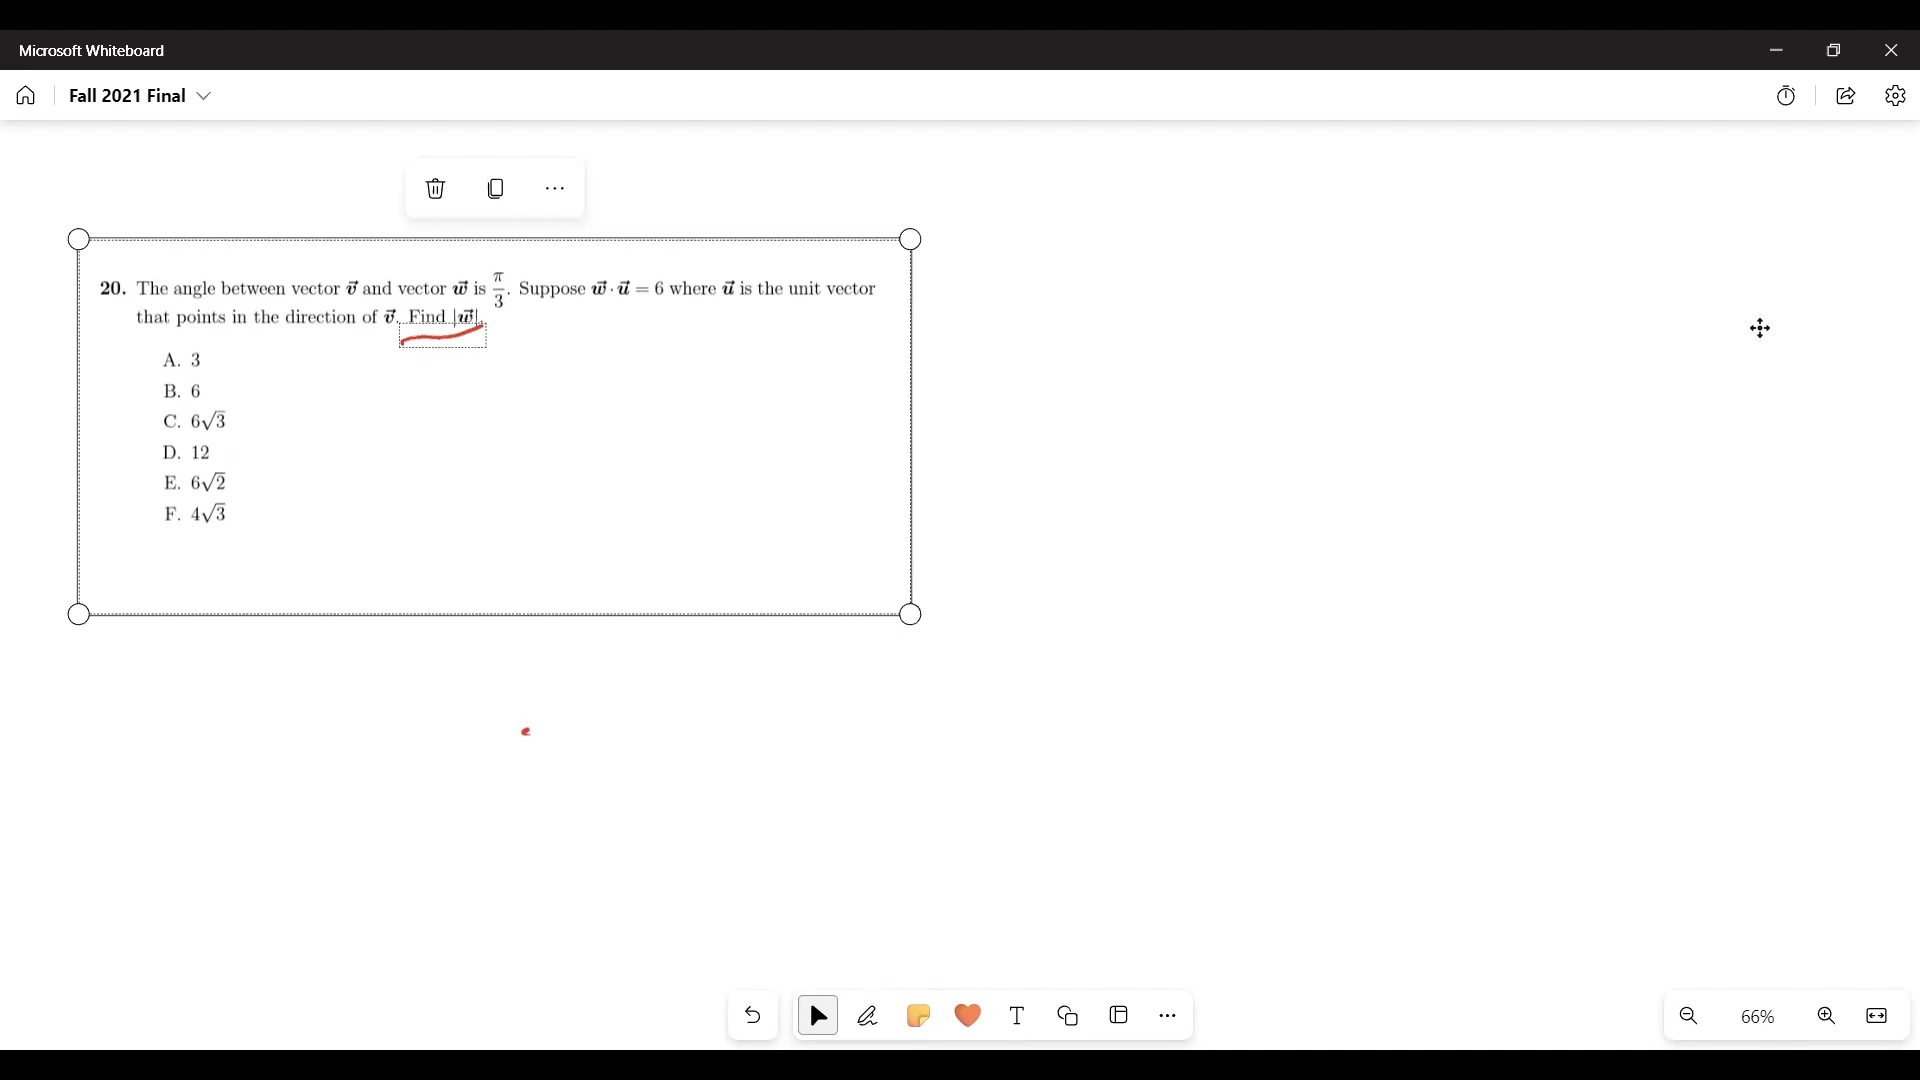 Microsoft Whiteboard
Fall 2021 Final
20. The angle between vector v⃗ and vector w⃗ is π/3. Suppose w⃗ · u⃗ = 6 where u⃗ is the unit vector
that points in the direction of v⃗. Find |w⃗|.
A. 3
B. 6
C. 6√3
D. 12
E. 6√2
F. 4√3
66%